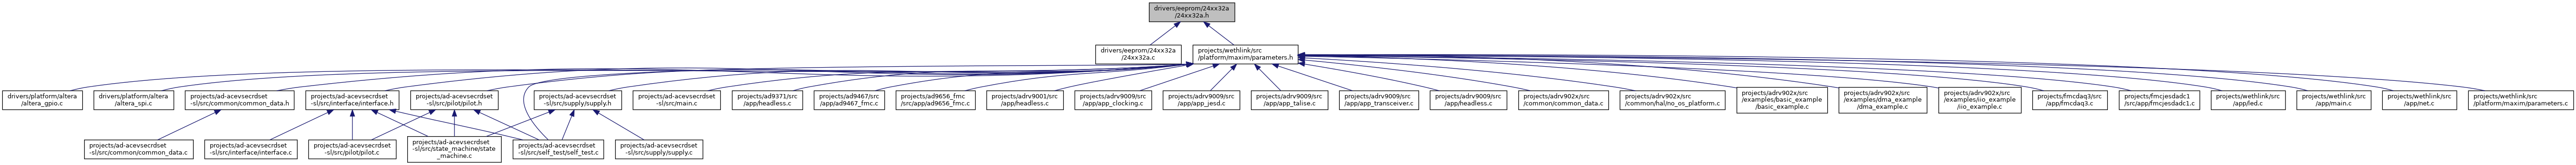 drivers/eeprom/24xx32a
/24xx32a.h
drivers/eeprom/24xx32a
/24xx32a.c
projects/wethlink/src
/platform/maxim/parameters.h
drivers/platform/altera
/altera_gpio.c
drivers/platform/altera
/altera_spi.c
projects/ad-acevsecrdset
-sl/src/common/common_data.h
projects/ad-acevsecrdset
-sl/src/interface/interface.h
projects/ad-acevsecrdset
-sl/src/pilot/pilot.h
projects/ad-acevsecrdset
-sl/src/supply/supply.h
projects/ad-acevsecrdset
-sl/src/main.c
projects/ad9371/src
/app/headless.c
projects/ad9467/src
/app/ad9467_fmc.c
projects/ad9656_fmc
/src/app/ad9656_fmc.c
projects/adrv9001/src
/app/headless.c
projects/adrv9009/src
/app/app_clocking.c
projects/adrv9009/src
/app/app_jesd.c
projects/adrv9009/src
/app/app_talise.c
projects/adrv9009/src
/app/app_transceiver.c
projects/adrv9009/src
/app/headless.c
projects/adrv902x/src
/common/common_data.c
projects/adrv902x/src
/common/hal/no_os_platform.c
projects/adrv902x/src
/examples/basic_example
/basic_example.c
projects/adrv902x/src
/examples/dma_example
/dma_example.c
projects/adrv902x/src
/examples/iio_example
/iio_example.c
projects/fmcdaq3/src
/app/fmcdaq3.c
projects/fmcjesdadc1
/src/app/fmcjesdadc1.c
projects/wethlink/src
/app/led.c
projects/wethlink/src
/app/main.c
projects/wethlink/src
/app/net.c
projects/wethlink/src
/platform/maxim/parameters.c
projects/ad-acevsecrdset
-sl/src/common/common_data.c
projects/ad-acevsecrdset
-sl/src/interface/interface.c
projects/ad-acevsecrdset
-sl/src/pilot/pilot.c
projects/ad-acevsecrdset
-sl/src/state_machine/state
_machine.c
projects/ad-acevsecrdset
-sl/src/self_test/self_test.c
projects/ad-acevsecrdset
-sl/src/supply/supply.c